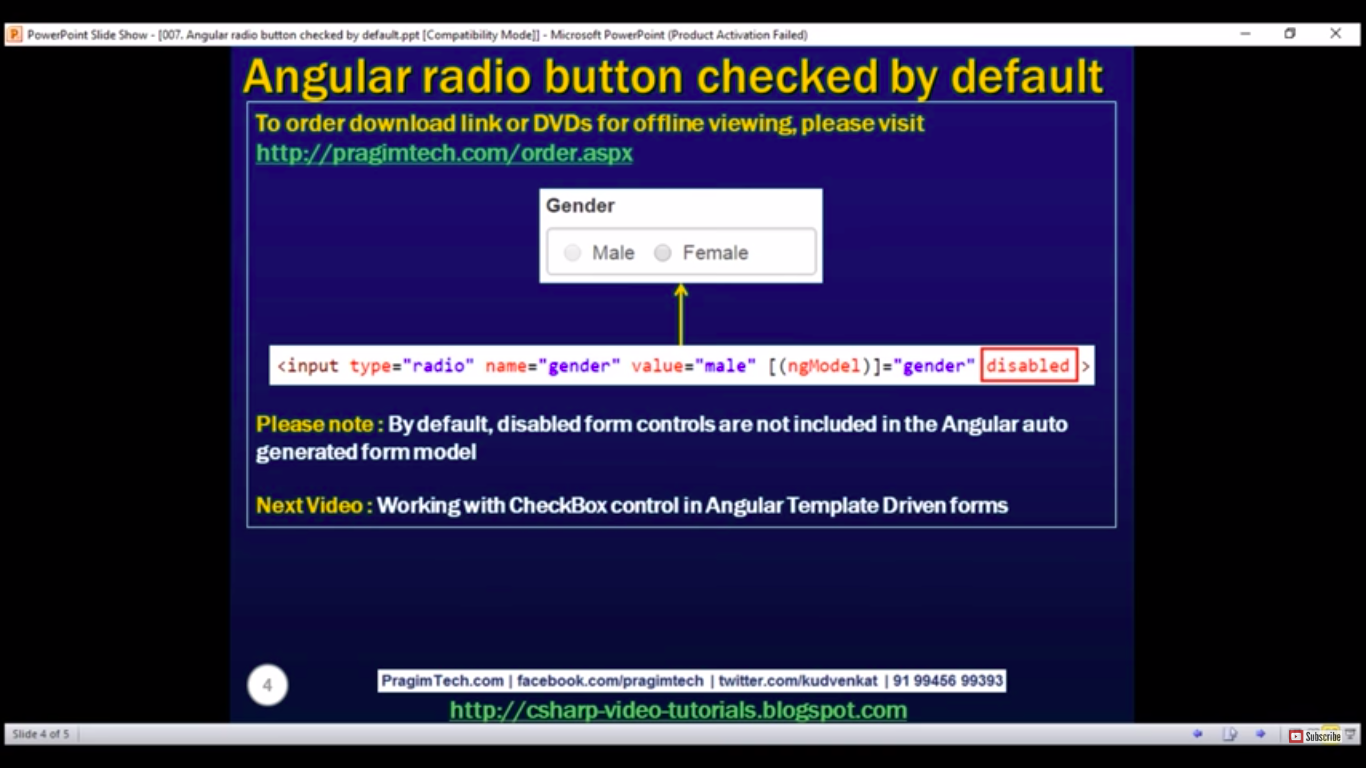 PowerPoint Slide Show - [007. Angular radio button checked by default.ppt [Compatibility Mode]] - Microsoft PowerPoint (Product Activation Failed)
Angular radio button checked by default
To order download link or DVDs for offline viewing, please visit
http://pragimtech.com/order.aspx
Gender
Male Female
<input type="radio" name="gender" value="male" [(ngModel)]="gender" disabled >
Please note : By default, disabled form controls are not included in the Angular auto
generated form model
Next Video : Working with CheckBox control in Angular Template Driven forms
4
PragimTech.com | facebook.com/pragimtech | twitter.com/kudvenkat | 91 99456 99393
http://csharp-video-tutorials.blogspot.com
Slide 4 of 5
Subscribe